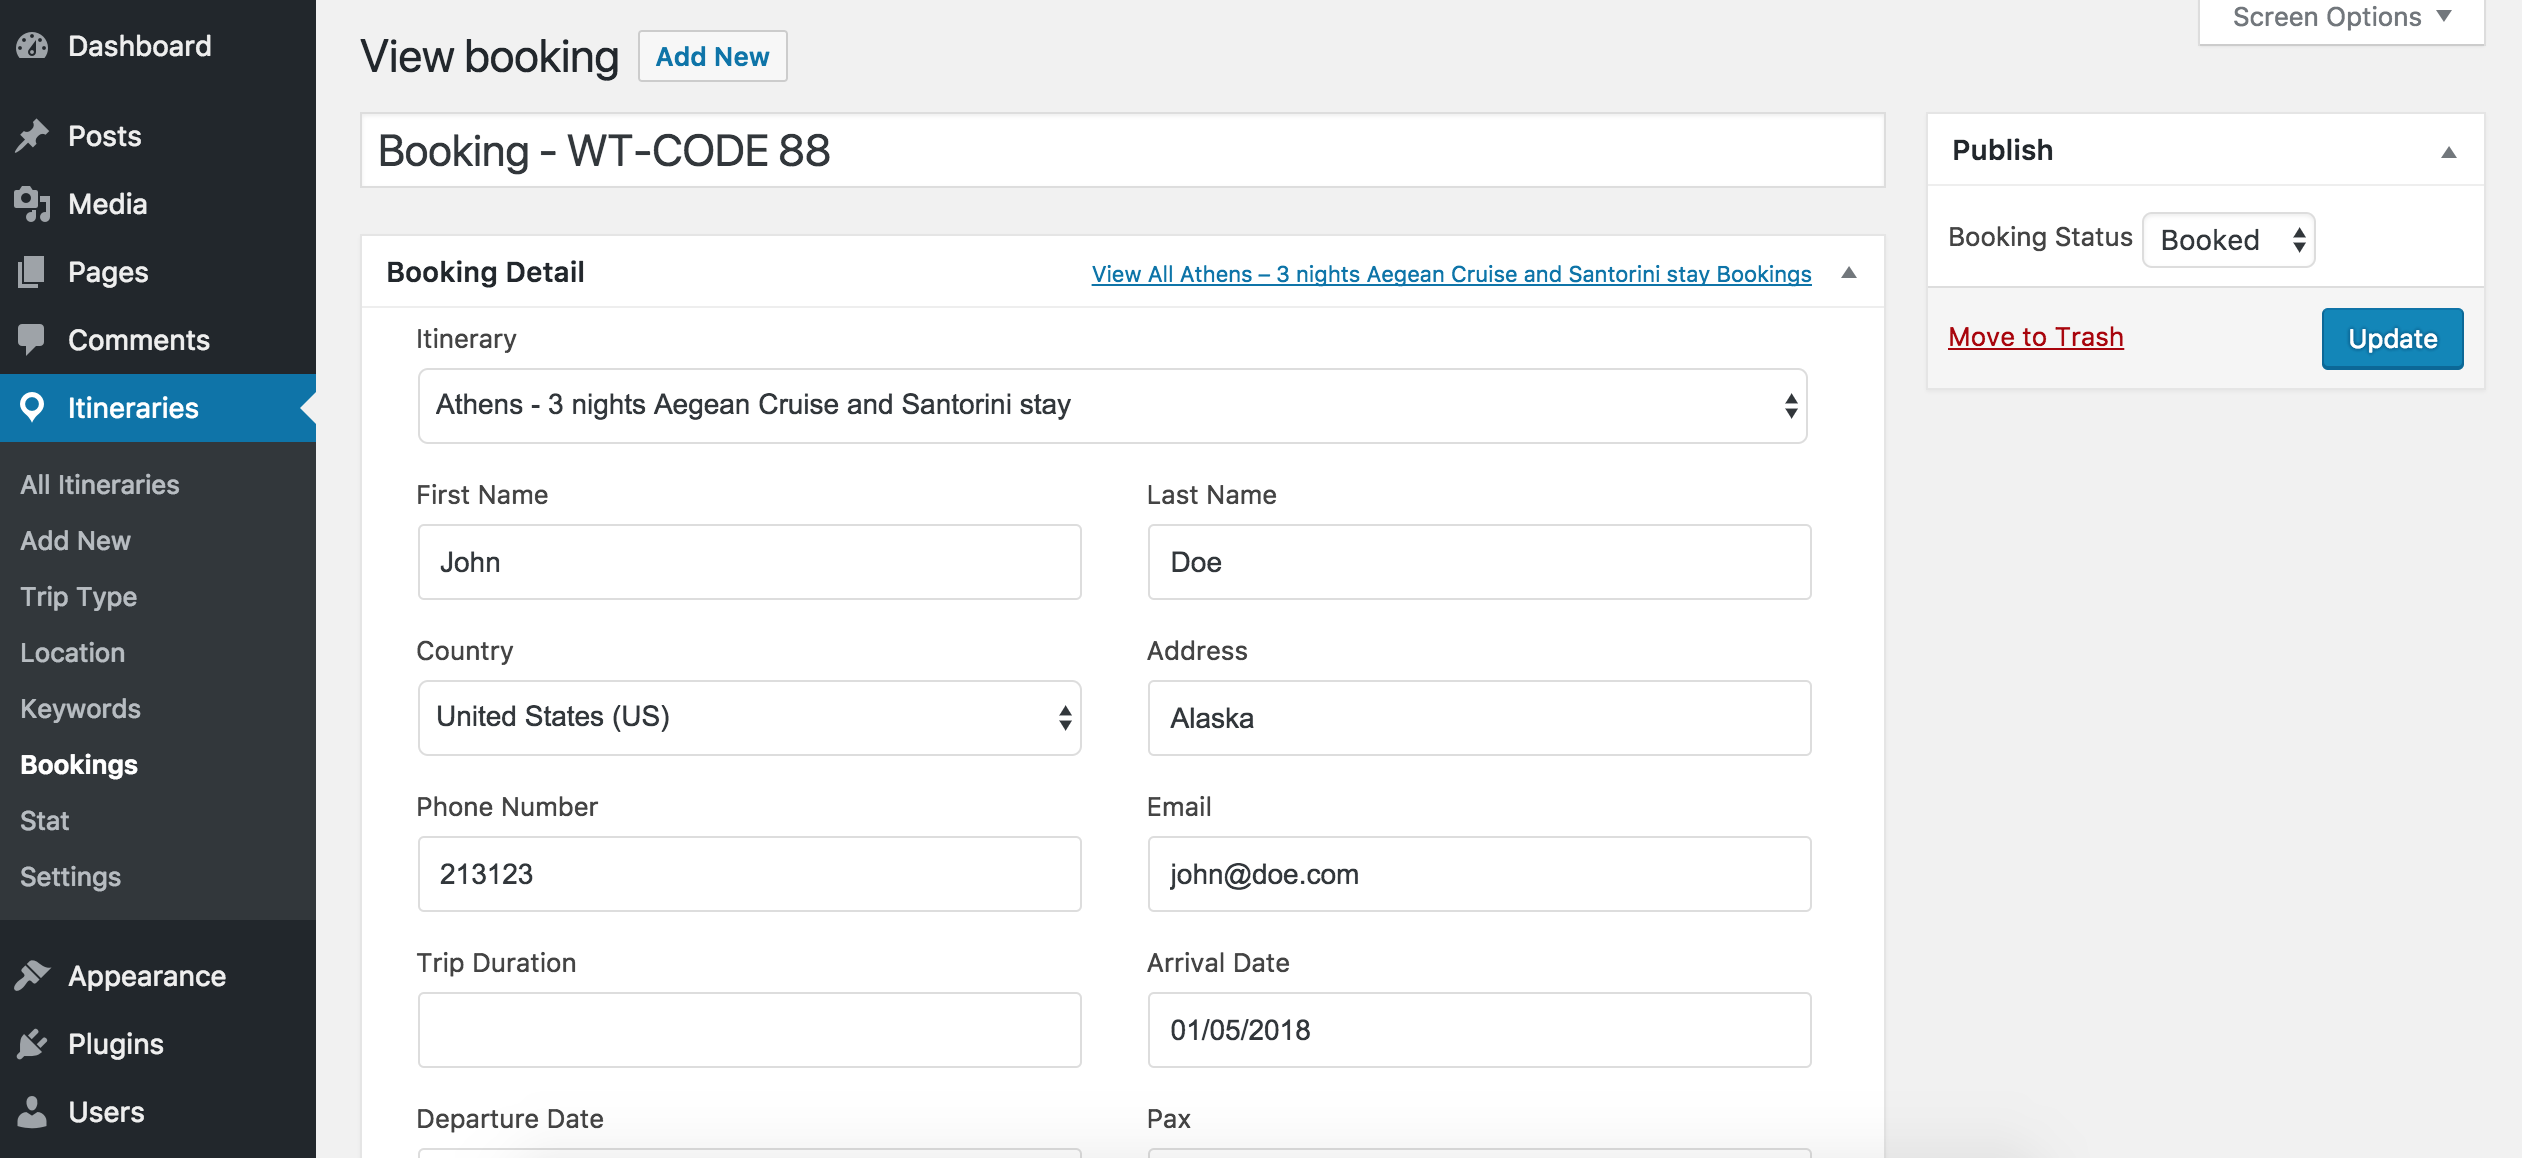 Dashboard
Posts
Media
Pages
Comments
Itineraries
All Itineraries
Add New
Trip Type
Location
Keywords
Bookings
Stat
Settings
Appearance
Plugins
Users
Screen Options
View booking Add New
Booking - WT-CODE 88
Booking Detail View All Athens – 3 nights Aegean Cruise and Santorini stay Bookings
Itinerary
Athens - 3 nights Aegean Cruise and Santorini stay
First Name Last Name
John Doe
Country Address
United States (US) Alaska
Phone Number Email
213123 john@doe.com
Trip Duration Arrival Date
01/05/2018
Departure Date Pax
Publish
Booking Status Booked
Move to Trash Update